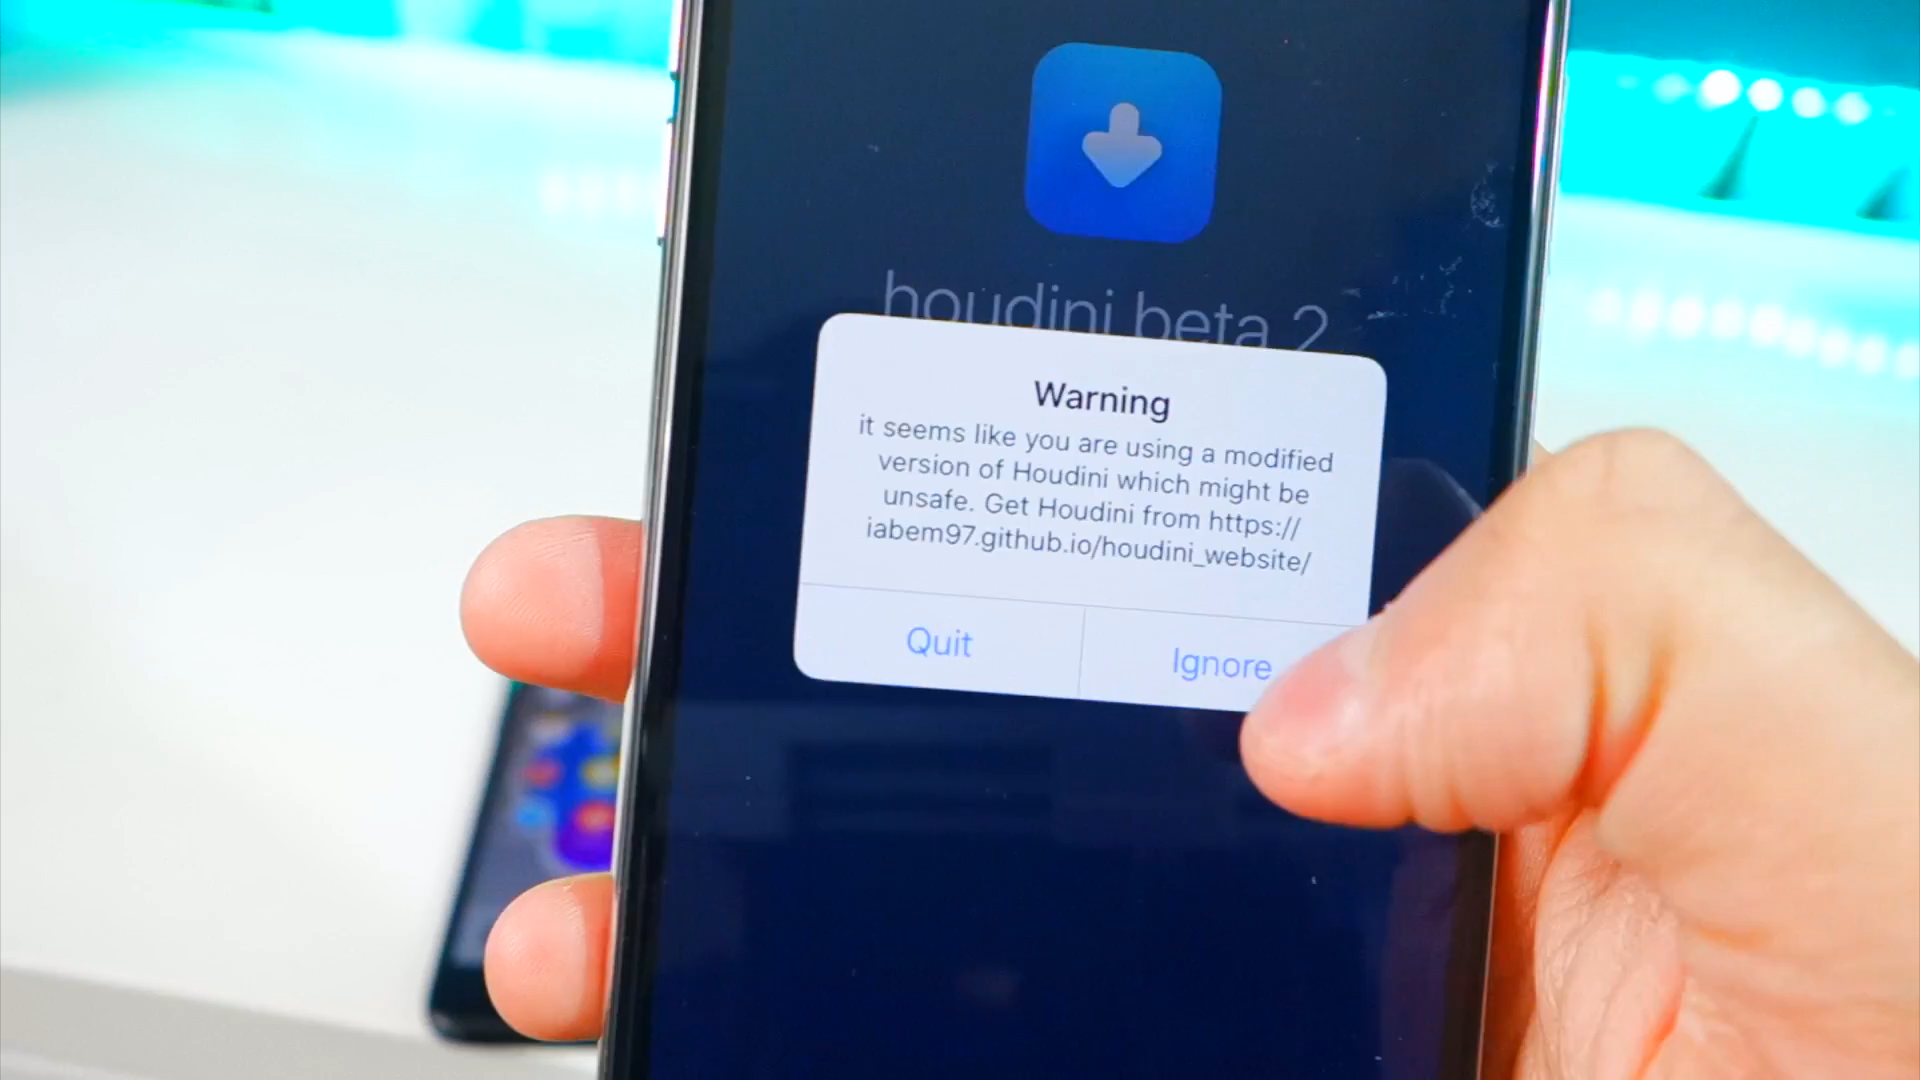 houdini beta 2
Warning
it seems like you are using a modified
version of Houdini which might be
unsafe. Get Houdini from https://
iabem97.github.io/houdini_website/
Quit
Ignore